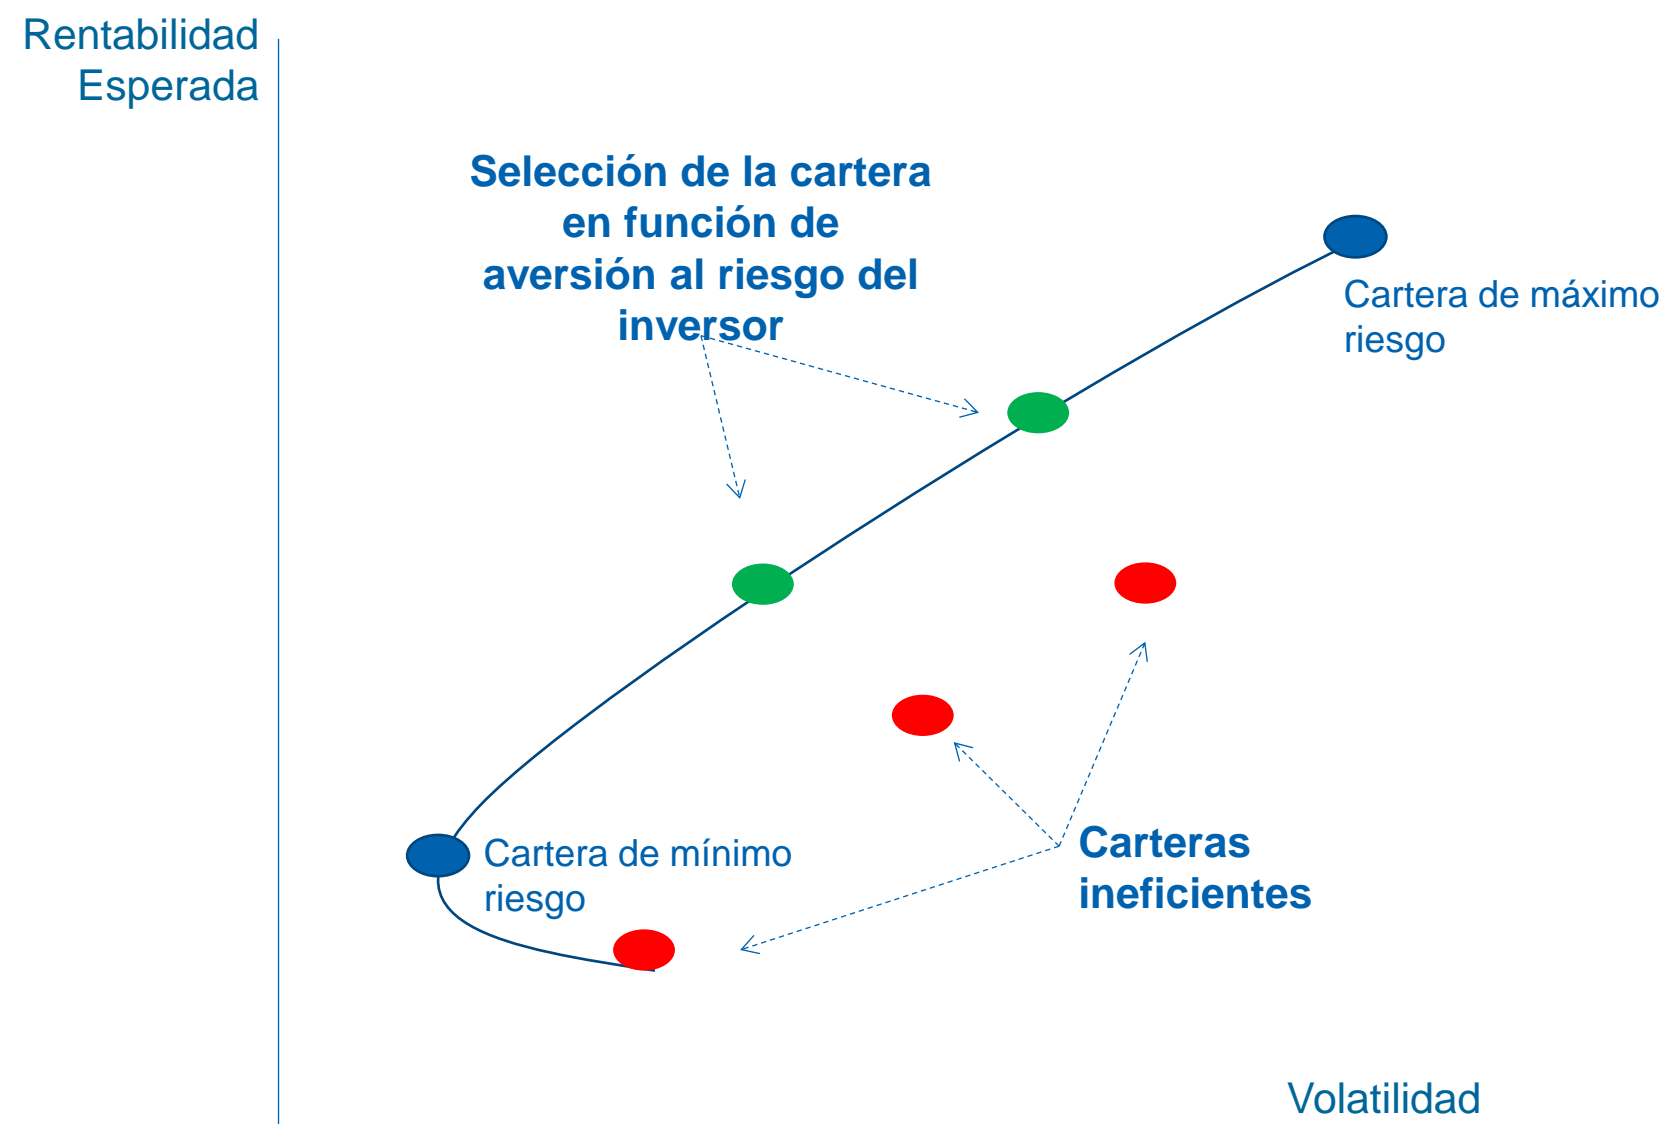 Rentabilidad
Esperada
Selección de la cartera
en función de
aversión al riesgo del
inversor
Cartera de máximo
riesgo
Cartera de mínimo
riesgo
Carteras
ineficientes
Volatilidad